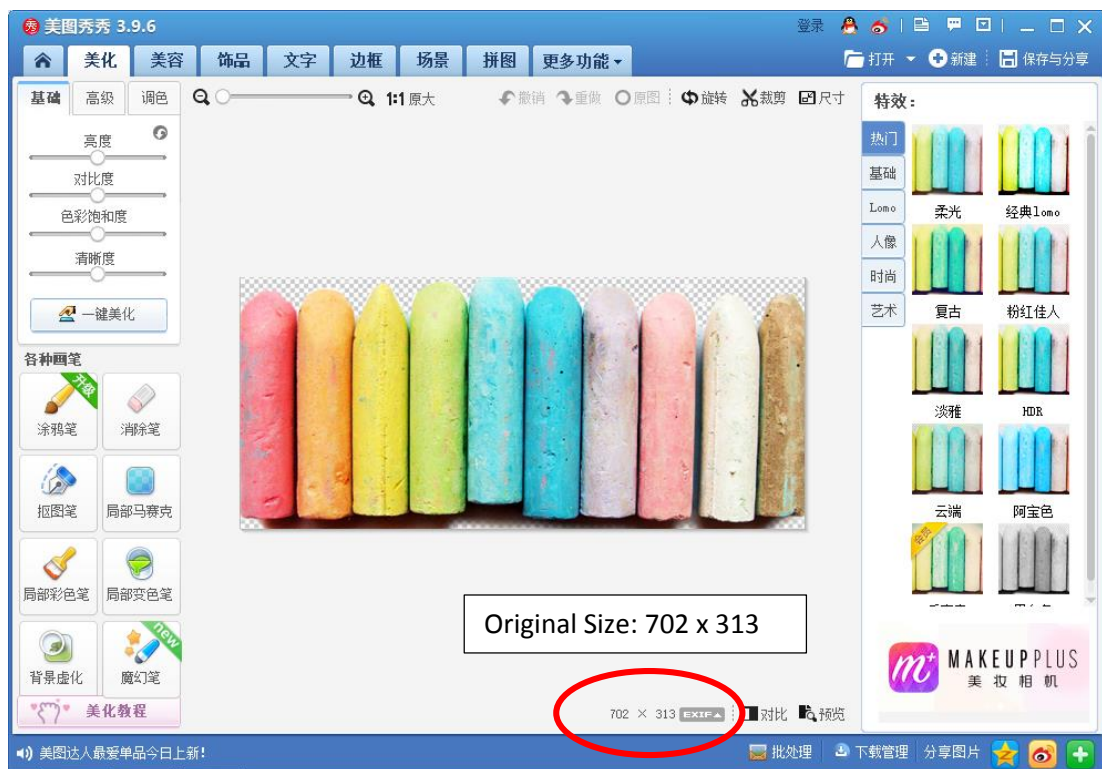 秀 美图秀秀 3.9.6
登录
美化 美容 饰品 文字 边框 场景 拼图 更多功能
打开 新建 保存与分享
基础 高级 调色
1:1 原大 撤销 重做 原图 旋转 裁剪 尺寸
亮度
对比度
色彩饱和度
清晰度
一键美化
各种画笔
升级
涂鸦笔 消除笔
抠图笔 局部马赛克
局部彩色笔 局部变色笔
new
背景虚化 魔幻笔
美化教程
Original Size: 702 x 313
702 × 313 EXIF 对比 预览
特效:
热门
基础
Lomo
人像
时尚
艺术
柔光 经典lomo
复古 粉红佳人
淡雅 HDR
云端 阿宝色
会员
m+ MAKEUPPLUS
美妆相机
美图达人最爱单品今日上新!
批处理 下载管理 分享图片